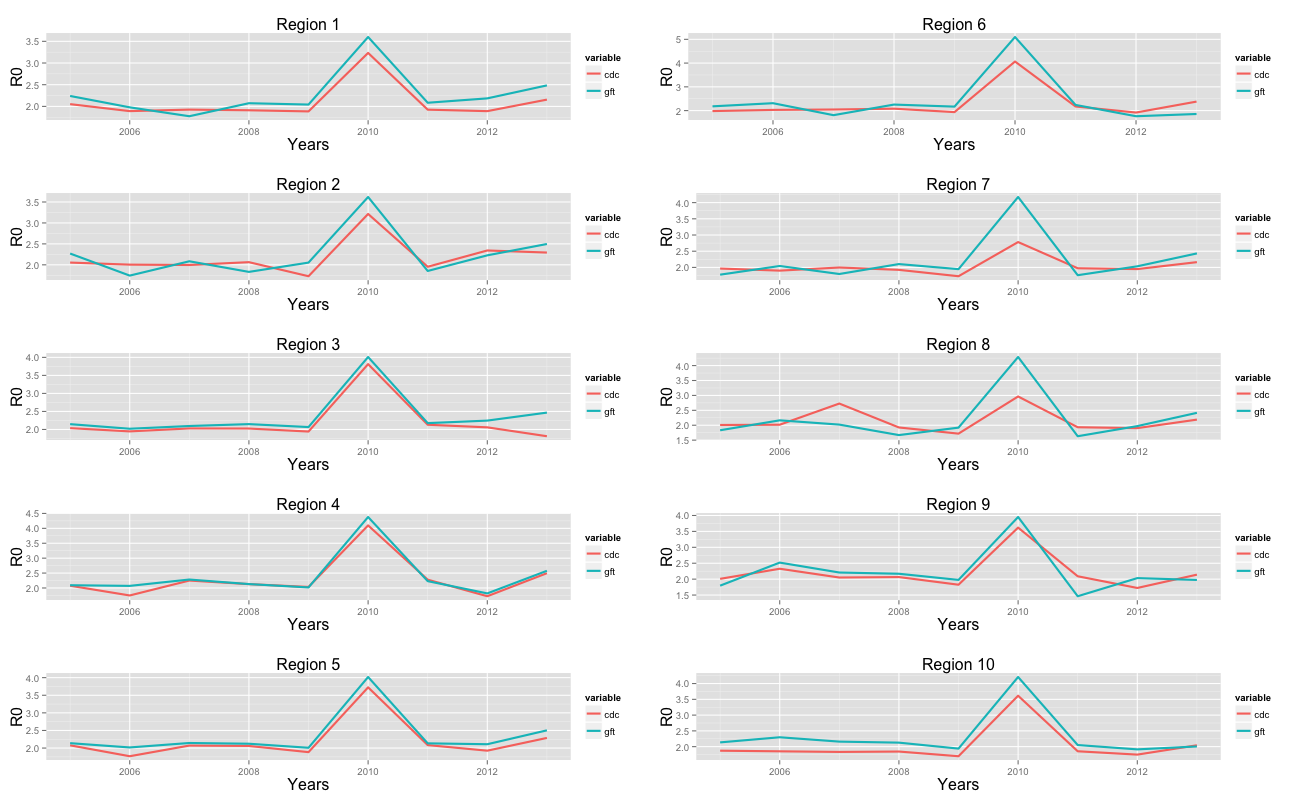 Region 1
R0
3.5
3.0
2.5
2.0
2006 2008 2010 2012
Years
variable
cdc
gft
Region 2
R0
3.5
3.0
2.5
2.0
2006 2008 2010 2012
Years
variable
cdc
gft
Region 3
R0
4.0
3.5
3.0
2.5
2.0
2006 2008 2010 2012
Years
variable
cdc
gft
Region 4
R0
4.5
4.0
3.5
3.0
2.5
2.0
2006 2008 2010 2012
Years
variable
cdc
gft
Region 5
R0
4.0
3.5
3.0
2.5
2.0
2006 2008 2010 2012
Years
variable
cdc
gft
Region 6
R0
5
4
3
2
2006 2008 2010 2012
Years
variable
cdc
gft
Region 7
R0
4.0
3.5
3.0
2.5
2.0
2006 2008 2010 2012
Years
variable
cdc
gft
Region 8
R0
4.0
3.5
3.0
2.5
2.0
1.5
2006 2008 2010 2012
Years
variable
cdc
gft
Region 9
R0
4.0
3.5
3.0
2.5
2.0
1.5
2006 2008 2010 2012
Years
variable
cdc
gft
Region 10
R0
4.0
3.5
3.0
2.5
2.0
2006 2008 2010 2012
Years
variable
cdc
gft